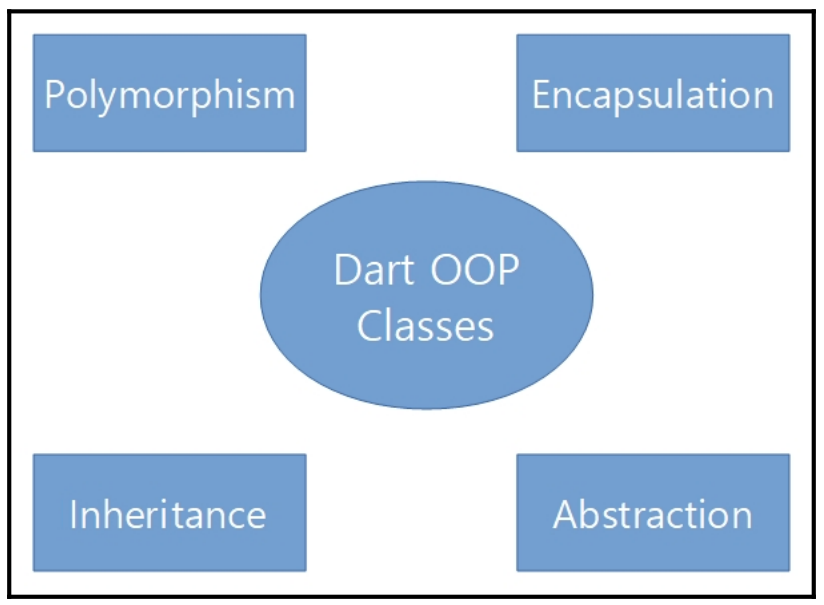 Polymorphism
Encapsulation
Dart OOP
Classes
Inheritance
Abstraction